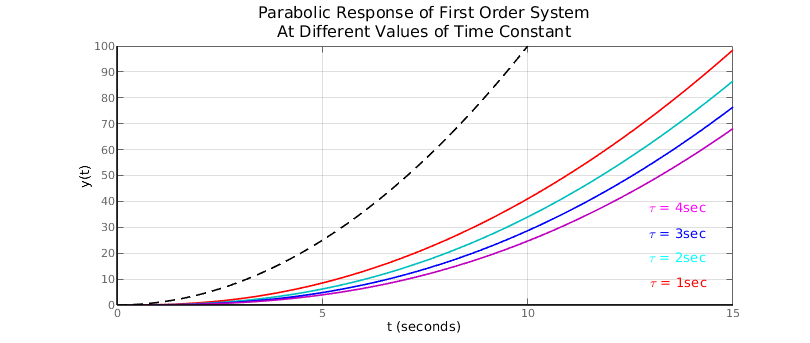 Parabolic Response of First Order System
At Different Values of Time Constant
100
90
80
70
60
50
40
30
20
10
0
y(t)
τ = 4sec
τ = 3sec
τ = 2sec
τ = 1sec
0 5 10 15
t (seconds)